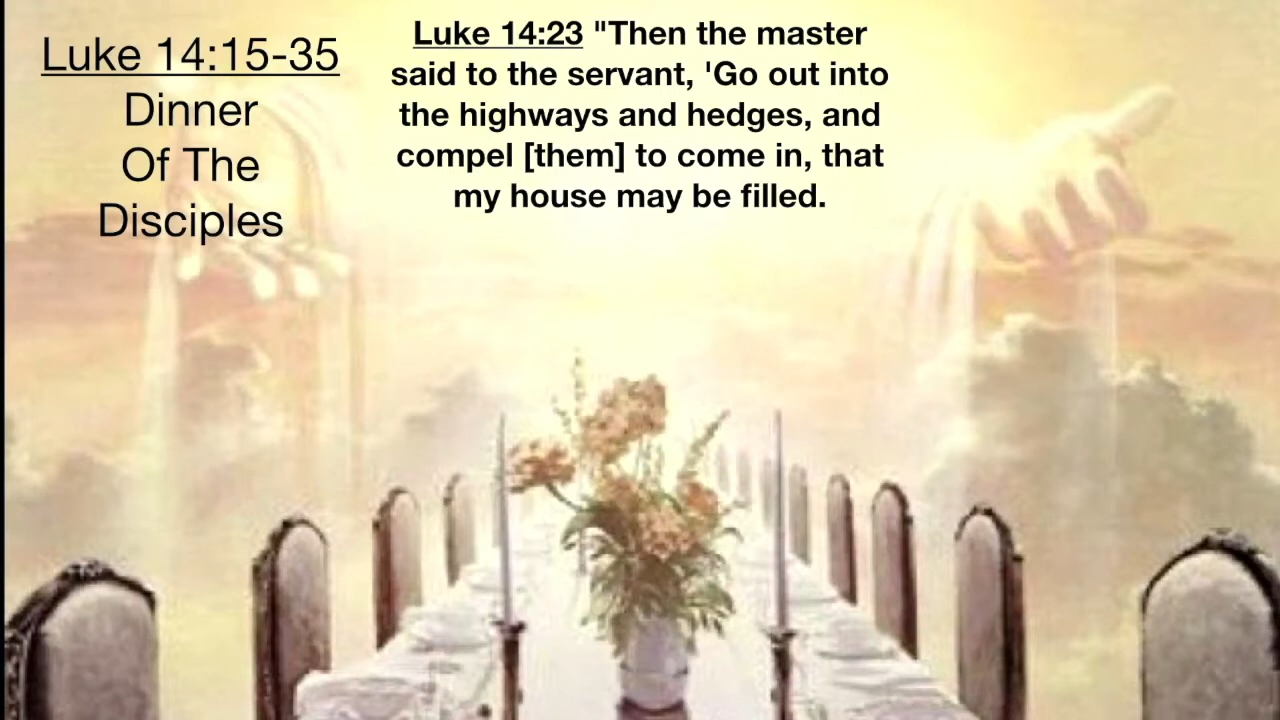 Luke 14:15-35
Dinner
Of The
Disciples
Luke 14:23 "Then the master
said to the servant, 'Go out into
the highways and hedges, and
compel [them] to come in, that
my house may be filled.